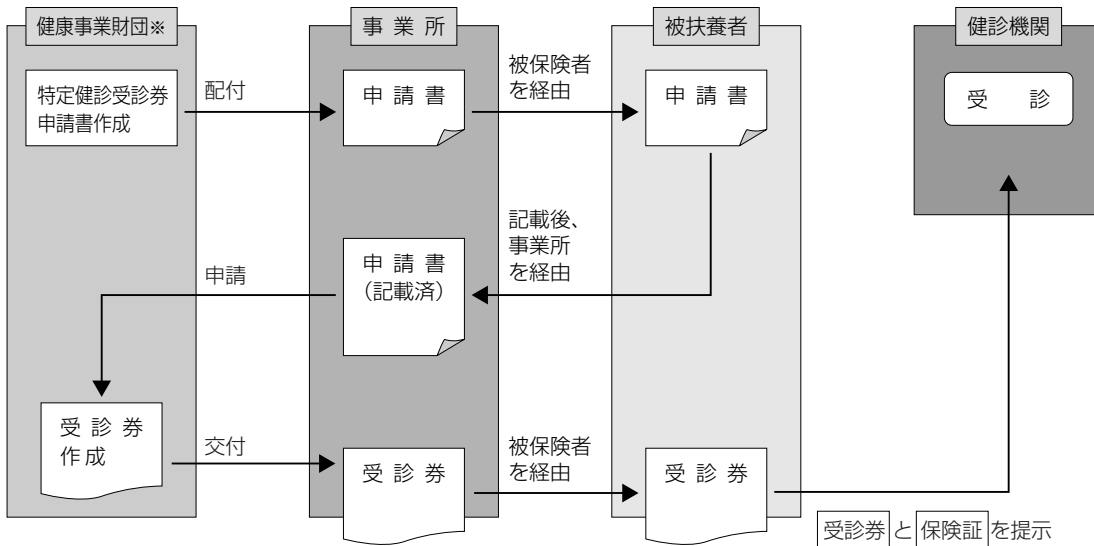 健康事業財団※
事業所
被扶養者
健診機関
特定健診受診券
申請書作成
配付
申請書
被保険者
を経由
申請書
受診
記載後、
事業所
を経由
申請書
（記載済）
申請
受診券
作成
交付
受診券
被保険者
を経由
受診券
受診券と保険証を提示